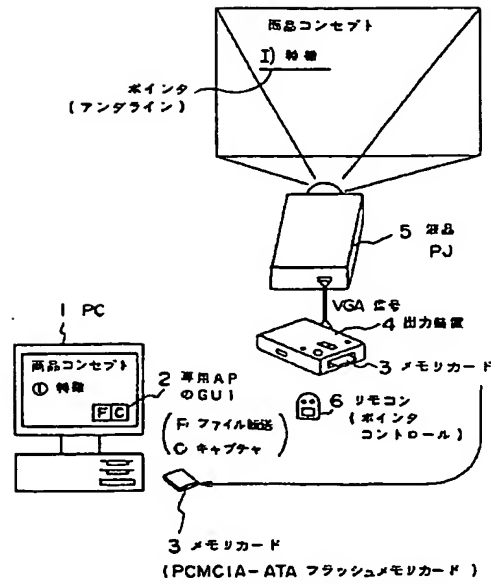 商品コンセプト
I) 特徴
ポインタ
(アンダライン)
5 液晶
PJ
VGA 信号
4 出力装置
3 メモリカード
1 PC
商品コンセプト
① 特徴
F C
2 専用AP
のGUI
F: ファイル転送
C キャプチャ
6 リモコン
(ポインタ
コントロール)
3 メモリカード
(PCMCIA-ATA フラッシュメモリカード)